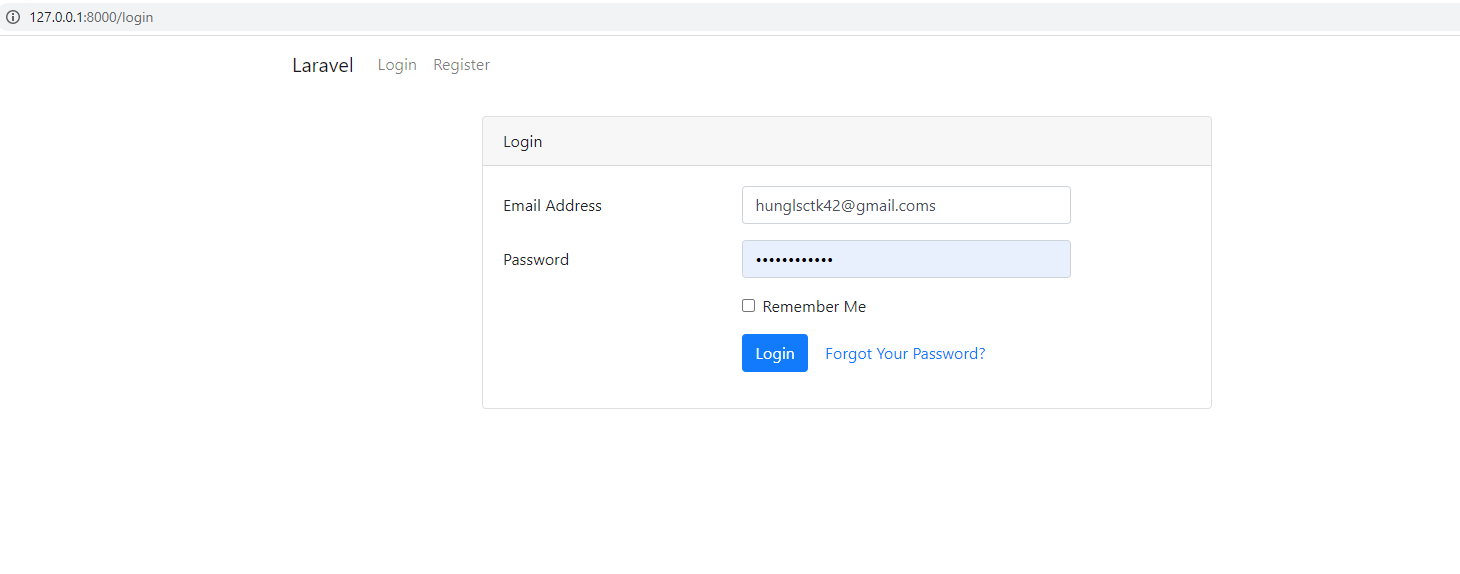 127.0.0.1:8000/login
Laravel Login Register
Login
Email Address hunglsctk42@gmail.coms
Password ••••••••••••
Remember Me
Login Forgot Your Password?